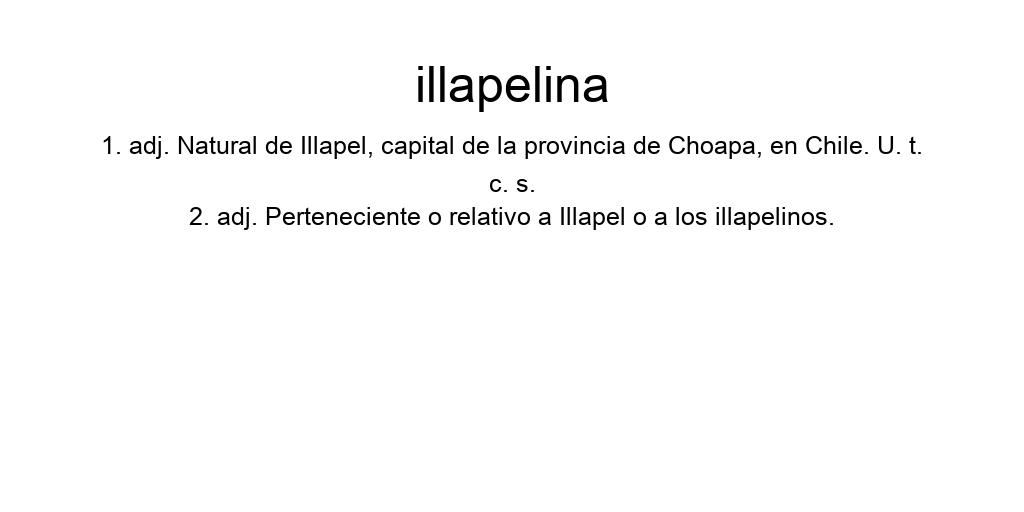 illapelina
1. adj. Natural de Illapel, capital de la provincia de Choapa, en Chile. U. t.
c. s.
2. adj. Perteneciente o relativo a Illapel o a los illapelinos.